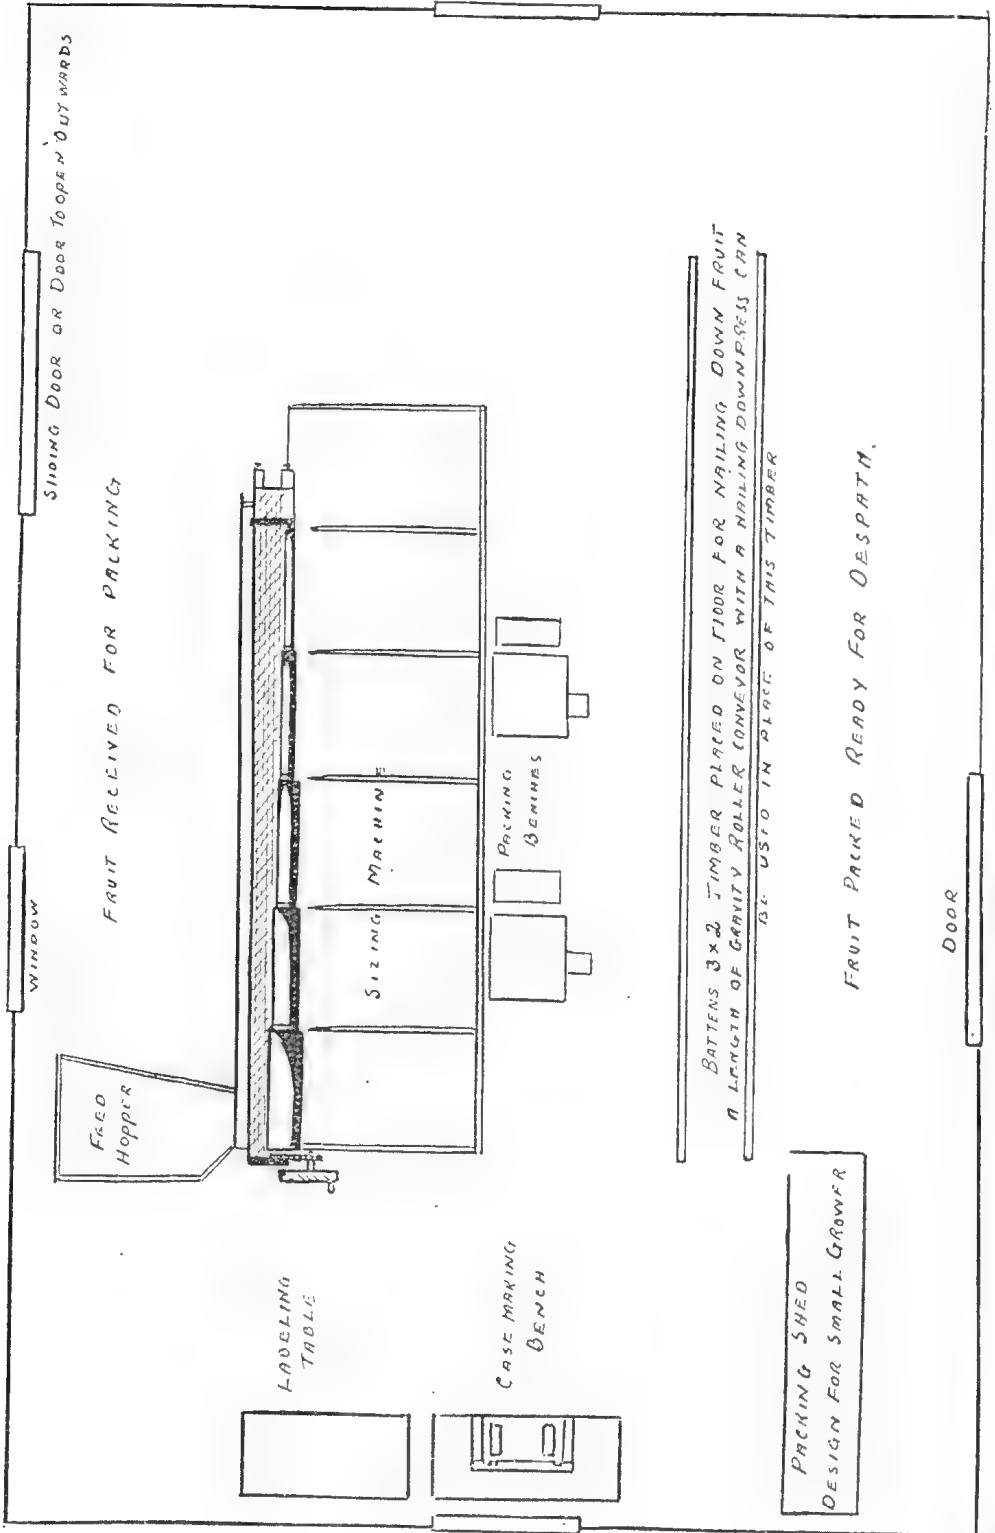 WINDOW
SLIDING DOOR OR DOOR TO OPEN OUTWARDS
FRUIT RECEIVED FOR PACKING
FEED
HOPPER
SIZING MACHINE
LABELING
TABLE
PACKING
BENCHES
CASE MAKING
BENCH
BATTENS 3x2 TIMBER PLACED ON FLOOR FOR NAILING DOWN FRUIT
A LENGTH OF GRAVITY ROLLER CONVEYOR WITH A NAILING DOWN PRESS CAN
BE USED IN PLACE OF THIS TIMBER
FRUIT PACKED READY FOR DESPATH.
DOOR
PACKING SHED
DESIGN FOR SMALL GROWER